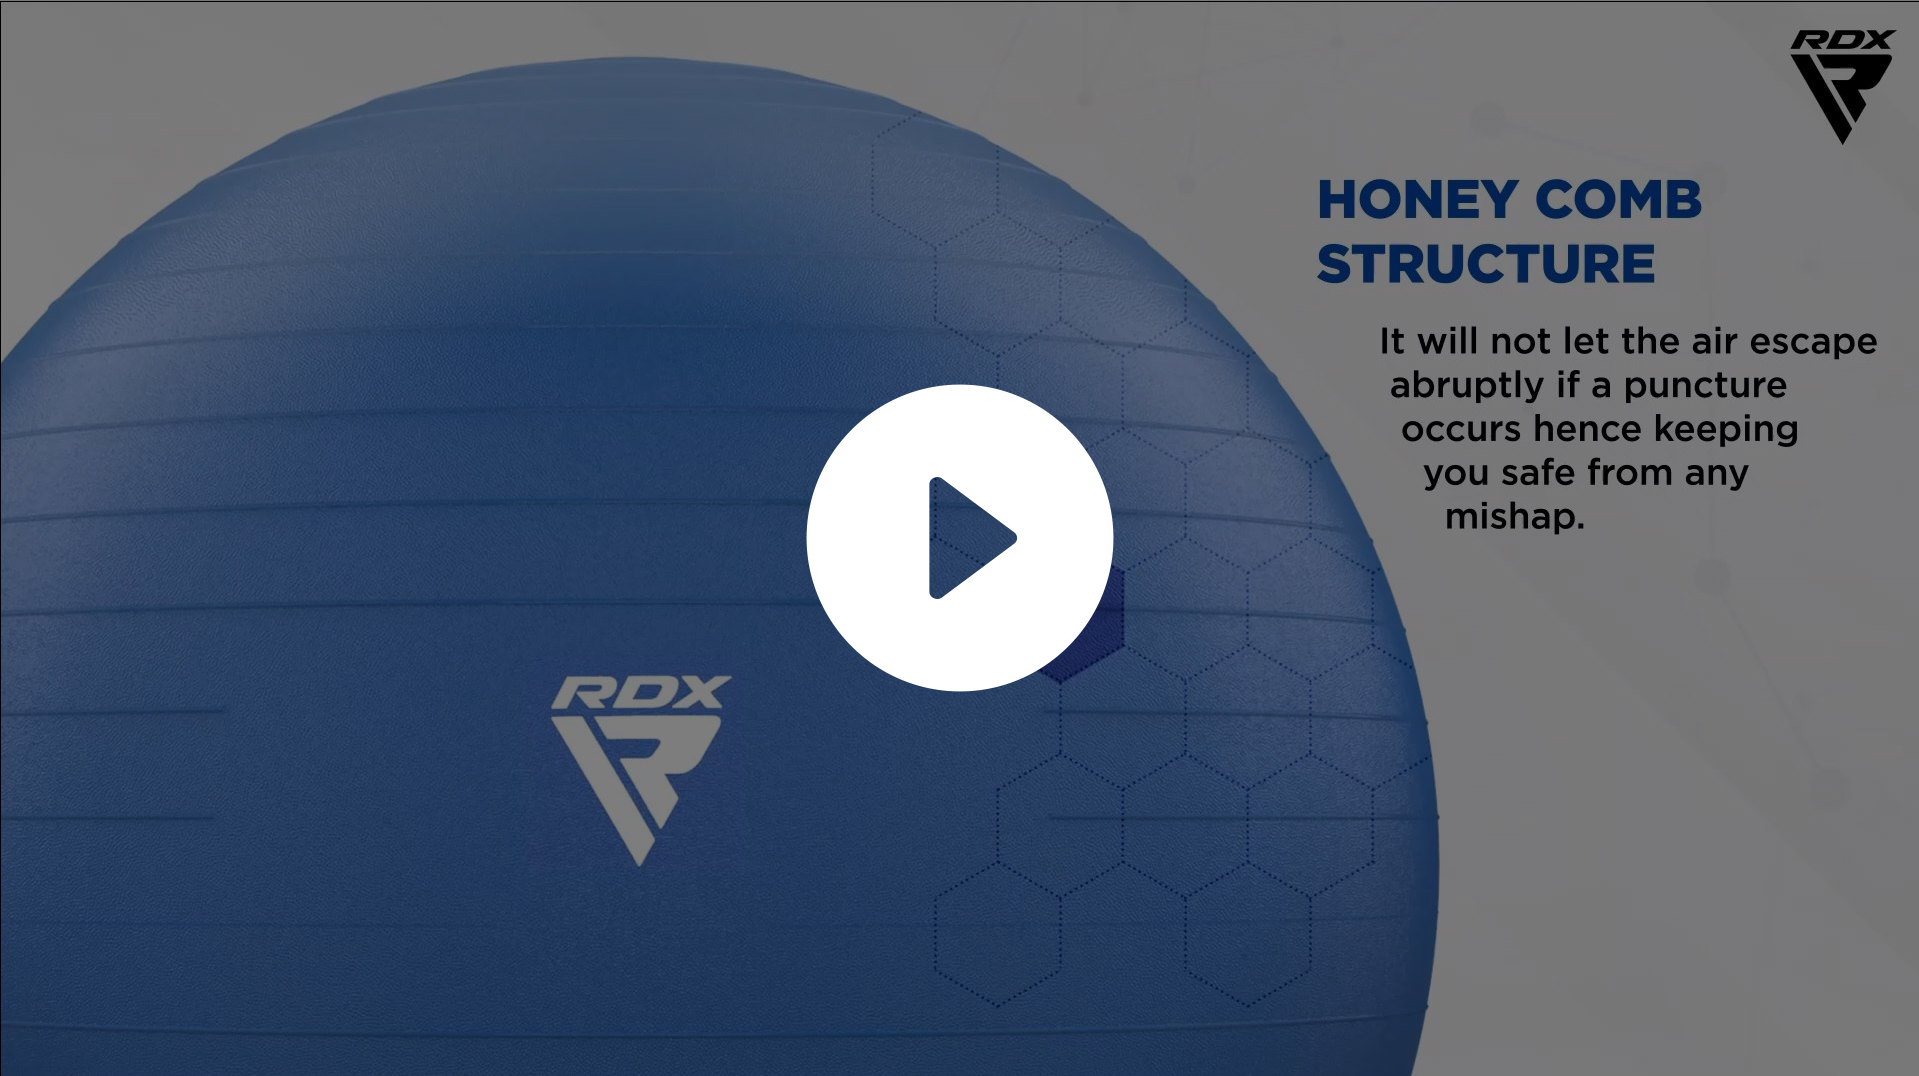 RDX
HONEY COMB
STRUCTURE
It will not let the air escape
abruptly if a puncture
occurs hence keeping
you safe from any
mishap.
RDX